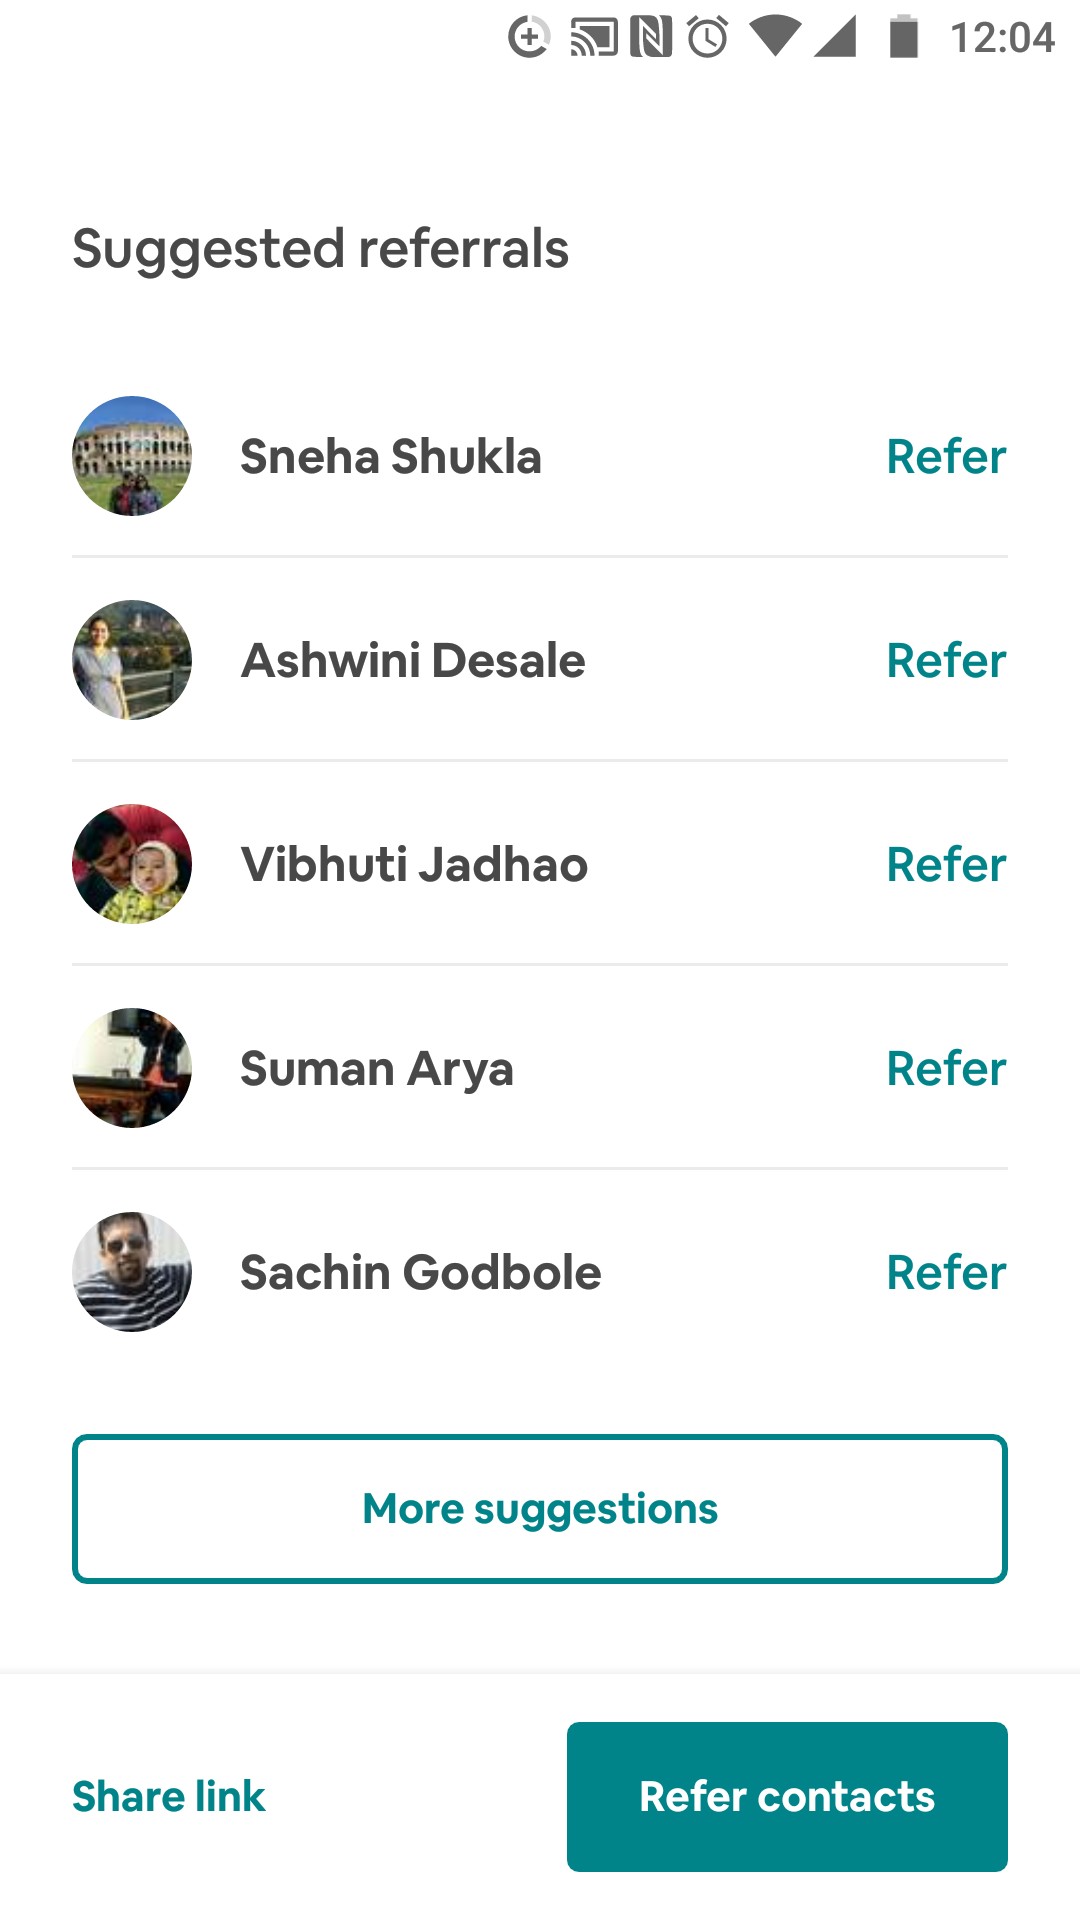 12:04
Suggested referrals
Sneha Shukla Refer
Ashwini Desale Refer
Vibhuti Jadhao Refer
Suman Arya Refer
Sachin Godbole Refer
More suggestions
Share link Refer contacts